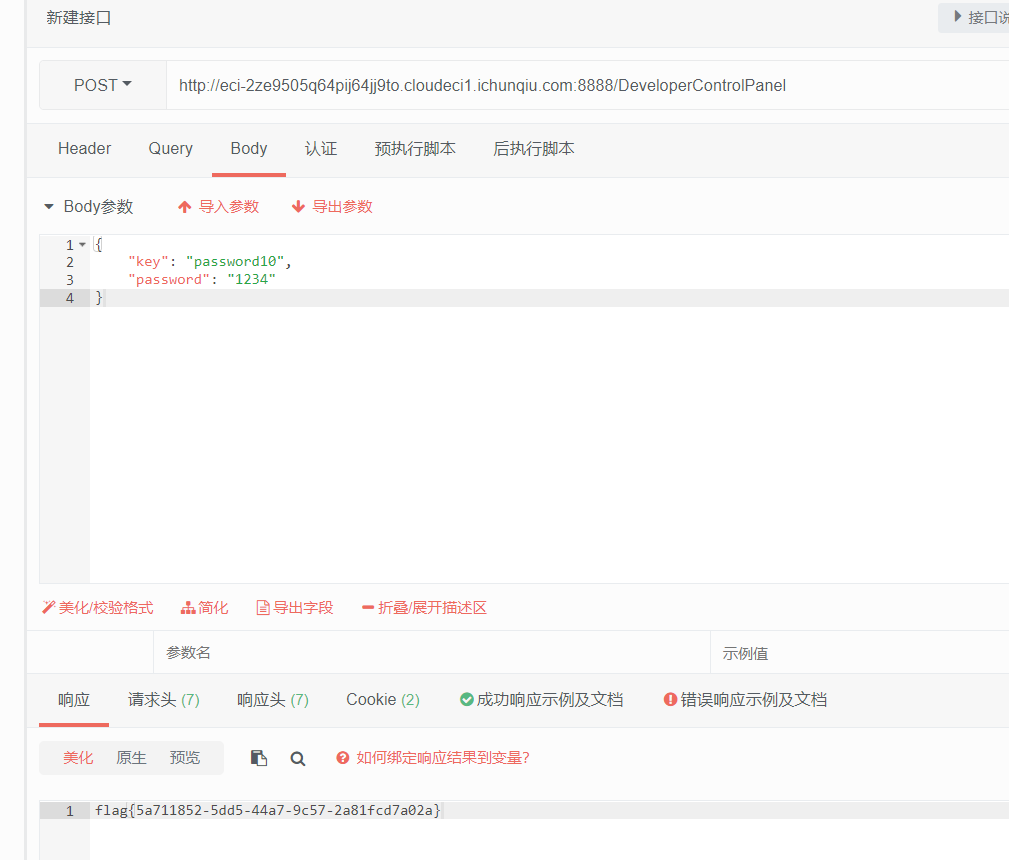 新建接口
接口说
POST
http://eci-2ze9505q64pij64jj9to.cloudeci1.ichunqiu.com:8888/DeveloperControlPanel
Header Query Body 认证 预执行脚本 后执行脚本
Body参数 导入参数 导出参数
1 {
2 "key": "password10",
3 "password": "1234"
4 }
美化/校验格式 简化 导出字段 折叠/展开描述区
参数名 示例值
响应 请求头 (7) 响应头 (7) Cookie (2) 成功响应示例及文档 错误响应示例及文档
美化 原生 预览 如何绑定响应结果到变量?
1 flag{5a711852-5dd5-44a7-9c57-2a81fcd7a02a}